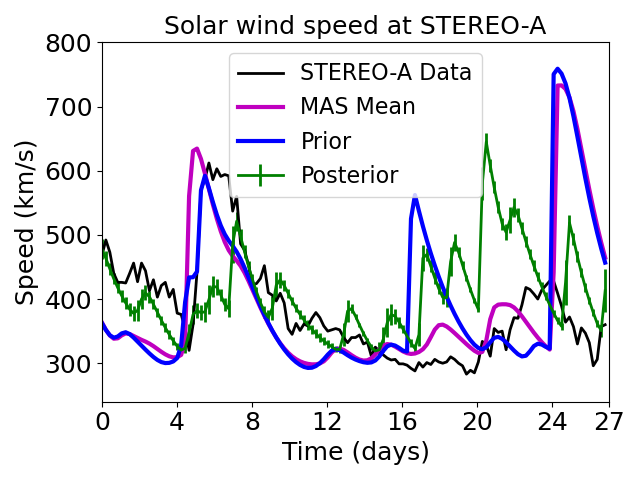 Solar wind speed at STEREO-A
Speed (km/s)
800
700
600
500
400
300
STEREO-A Data
MAS Mean
Prior
Posterior
0 4 8 12 16 20 24 27
Time (days)